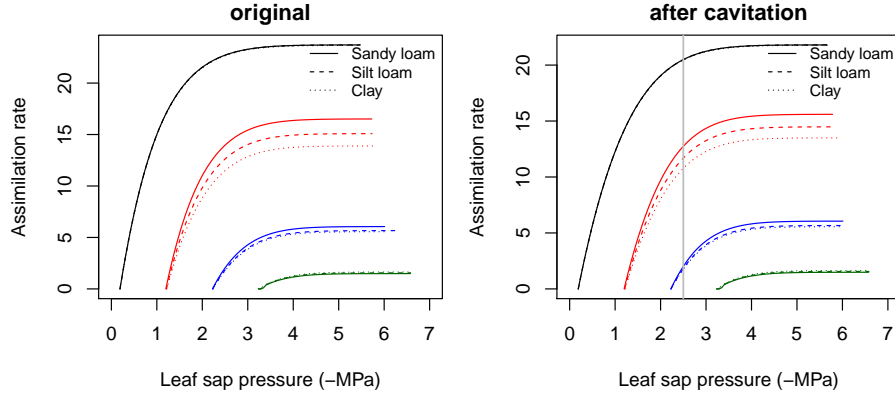 original
Assimilation rate
0 5 10 15 20
Sandy loam
Silt loam
Clay
0 1 2 3 4 5 6 7
Leaf sap pressure (−MPa)
after cavitation
Assimilation rate
0 5 10 15 20
Sandy loam
Silt loam
Clay
0 1 2 3 4 5 6 7
Leaf sap pressure (−MPa)